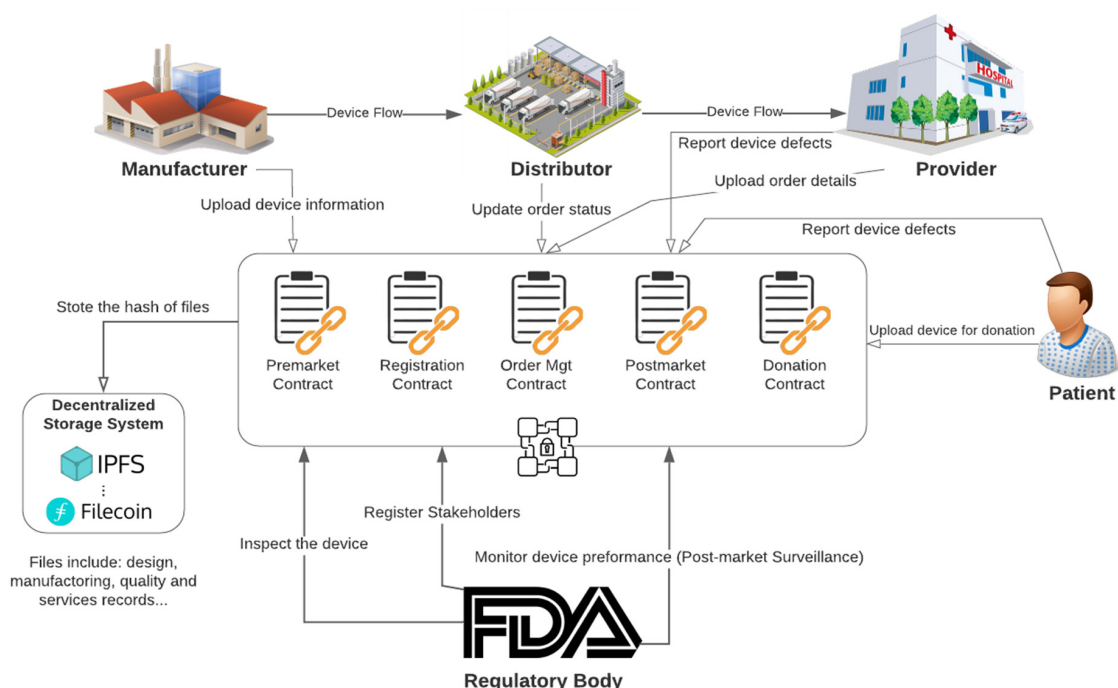 HOSPITAL
Device Flow
Device Flow
Manufacturer
Distributor
Provider
Report device defects
Upload order details
Upload device information
Update order status
Report device defects
Stote the hash of files
Premarket
Contract
Registration
Contract
Order Mgt
Contract
Postmarket
Contract
Donation
Contract
Upload device for donation
Patient
Decentralized
Storage System
IPFS
Filecoin
Files include: design,
manufactoring, quality and
services records...
Register Stakeholders
Inspect the device
Monitor device preformance (Post-market Surveillance)
FDA
Regulatory Body